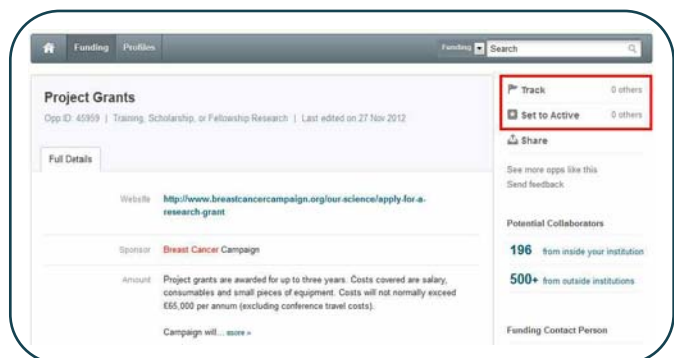 Funding Profiles Funding Search
Project Grants
Opp ID: 45959 | Training, Scholarship, or Fellowship Research | Last edited on 27 Nov 2012
Full Details
Website http://www.breastcancercampaign.org/our-science/apply-for-a-
research-grant
Sponsor Breast Cancer Campaign
Amount Project grants are awarded for up to three years. Costs covered are salary,
consumables and small pieces of equipment. Costs will not normally exceed
£65,000 per annum (excluding conference travel costs).
Campaign will... more »
Track 0 others
Set to Active 0 others
Share
See more opps like this
Send feedback
Potential Collaborators
196 from inside your institution
500+ from outside institutions
Funding Contact Person